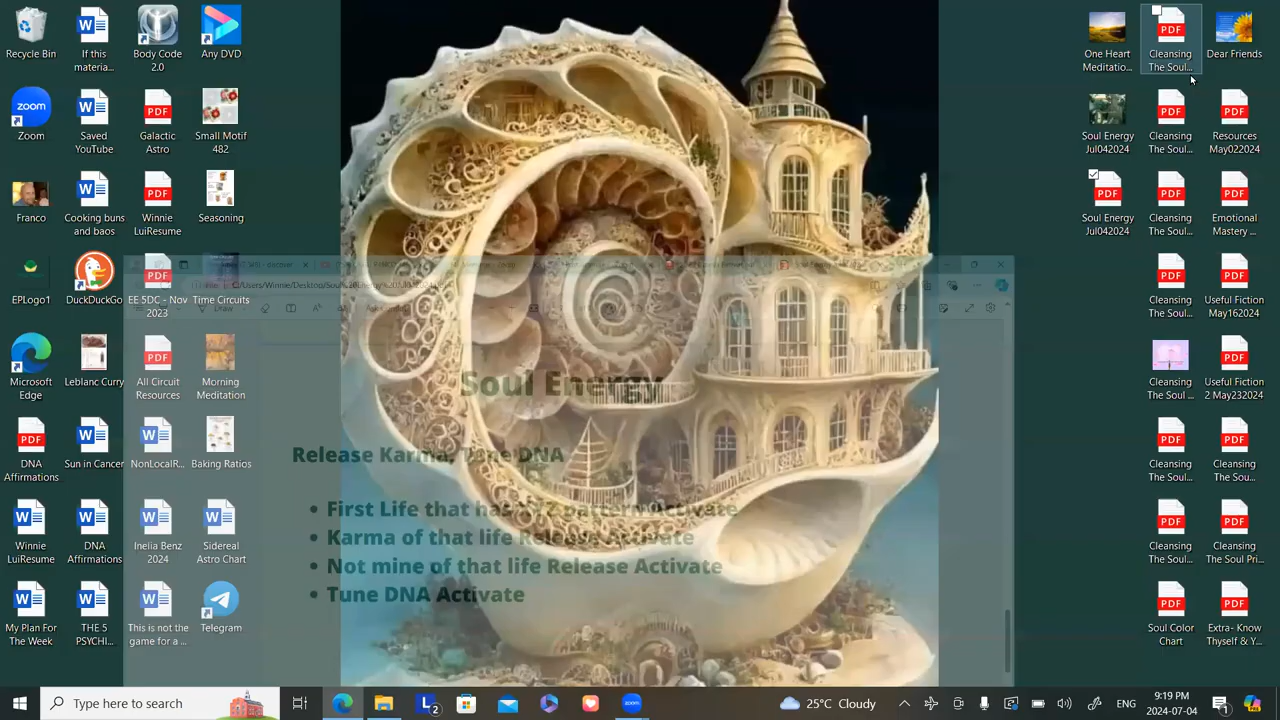 Recycle Bin
If this materia...
Body Code 2.0
Any DVD
Zoom
Saved YouTube
Galactic Astro
Small Motif 482
Franco
Cooking buns and baos
Winnie LuiResume
Seasoning
EELogo1
DuckDuckGo
EE 5DC - Nov 2023
Time Circuits
Microsoft Edge
Leblanc Curry
All Circuit Resources
Morning Meditation
DNA Affirmations
Sun in Cancer
NonLocalR...
Baking Ratios
Winnie LuiResume
DNA Affirmations
Inelia Benz 2024
Sidereal Astro Chart
My Plan For The Week
THE 5 PSYCHI...
This is not the game for a ...
Telegram
One Heart Meditatio...
Cleansing The Soul...
Dear Friends
Soul Energy Jul042024
Cleansing The Soul...
Resources May022024
Soul Energy Jul042024
Cleansing The Soul...
Emotional Mastery ...
Cleansing The Soul...
Useful Fiction May162024
Cleansing The Soul ...
Useful Fiction 2 May232024
Cleansing The Soul...
Cleansing The Sou...
Cleansing The Soul...
Cleansing The Soul Pri...
Soul Color Chart
Extra- Know Thyself & Y...
Soul Energy
Release Karma, Tune DNA
• First Life that has pattern Activate
• Karma of that life Release Activate
• Not mine of that life Release Activate
• Tune DNA Activate
Type here to search
25°C Cloudy
ENG
9:19 PM
2024-07-04